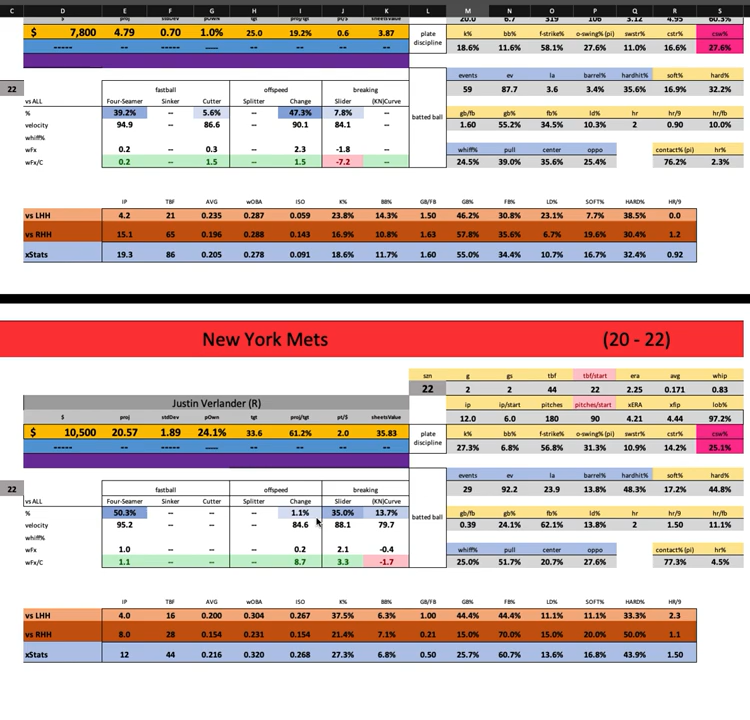 C D E F G H I J K L M N O P Q R S
$ proj stdDev pOwn tgt proj/tgt pt/$ sheetsValue 20.0 6.7 319 106 3.12 4.95 60.3%
$ 7,800 4.79 0.70 1.0% 25.0 19.2% 0.6 3.87 plate discipline k% bb% f-strike% o-swing% (pi) swstr% cstr% csw%
----- -- -- ___ -- -- -- -- 18.6% 11.6% 58.1% 27.6% 11.0% 16.6% 27.6%
events ev la barrel% hardhit% soft% hard%
22 fastball offspeed breaking 59 87.7 3.6 3.4% 35.6% 16.9% 32.2%
vs ALL Four-Seamer Sinker Cutter Splitter Change Slider (KN)Curve
% 39.2% -- 5.6% -- 47.3% 7.8% -- batted ball gb/fb gb% fb% ld% hr hr/9 hr/fb
velocity 94.9 -- 86.6 -- 90.1 84.1 -- 1.60 55.2% 34.5% 10.3% 2 0.90 10.0%
whiff%
wFx 0.2 -- 0.3 -- 2.3 -1.8 -- whiff% pull center oppo contact% (pi) hr%
wFx/C 0.2 -- 1.5 -- 1.5 -7.2 -- 24.5% 39.0% 35.6% 25.4% 76.2% 2.3%
IP TBF AVG wOBA ISO K% BB% GB/FB GB% FB% LD% SOFT% HARD% HR/9
vs LHH 4.2 21 0.235 0.287 0.059 23.8% 14.3% 1.50 46.2% 30.8% 23.1% 7.7% 38.5% 0.0
vs RHH 15.1 65 0.196 0.288 0.143 16.9% 10.8% 1.63 57.8% 35.6% 6.7% 19.6% 30.4% 1.2
xStats 19.3 86 0.205 0.278 0.091 18.6% 11.7% 1.60 55.0% 34.4% 10.7% 16.7% 32.4% 0.92
New York Mets (20 - 22)
szn g gs tbf tbf/start era avg whip
22 2 2 44 22 2.25 0.171 0.83
Justin Verlander (R) ip ip/start pitches pitches/start xERA xfip lob%
$ proj stdDev pOwn tgt proj/tgt pt/$ sheetsValue 12.0 6.0 180 90 4.21 4.44 97.2%
$ 10,500 20.57 1.89 24.1% 33.6 61.2% 2.0 35.83 plate discipline k% bb% f-strike% o-swing% (pi) swstr% cstr% csw%
----- -- -- ___ -- -- -- -- 27.3% 6.8% 56.8% 31.3% 10.9% 14.2% 25.1%
events ev la barrel% hardhit% soft% hard%
22 fastball offspeed breaking 29 92.2 23.9 13.8% 48.3% 17.2% 44.8%
vs ALL Four-Seamer Sinker Cutter Splitter Change Slider (KN)Curve
% 50.3% -- -- -- 1.1% 35.0% 13.7% batted ball gb/fb gb% fb% ld% hr hr/9 hr/fb
velocity 95.2 -- -- -- 84.6 88.1 79.7 0.39 24.1% 62.1% 13.8% 2 1.50 11.1%
whiff%
wFx 1.0 -- -- -- 0.2 2.1 -0.4 whiff% pull center oppo contact% (pi) hr%
wFx/C 1.1 -- -- -- 8.7 3.3 -1.7 25.0% 51.7% 20.7% 27.6% 77.3% 4.5%
IP TBF AVG wOBA ISO K% BB% GB/FB GB% FB% LD% SOFT% HARD% HR/9
vs LHH 4.0 16 0.200 0.304 0.267 37.5% 6.3% 1.00 44.4% 44.4% 11.1% 11.1% 33.3% 2.3
vs RHH 8.0 28 0.154 0.231 0.154 21.4% 7.1% 0.21 15.0% 70.0% 15.0% 20.0% 50.0% 1.1
xStats 12 44 0.216 0.320 0.268 27.3% 6.8% 0.50 25.7% 60.7% 13.6% 16.8% 43.9% 1.50